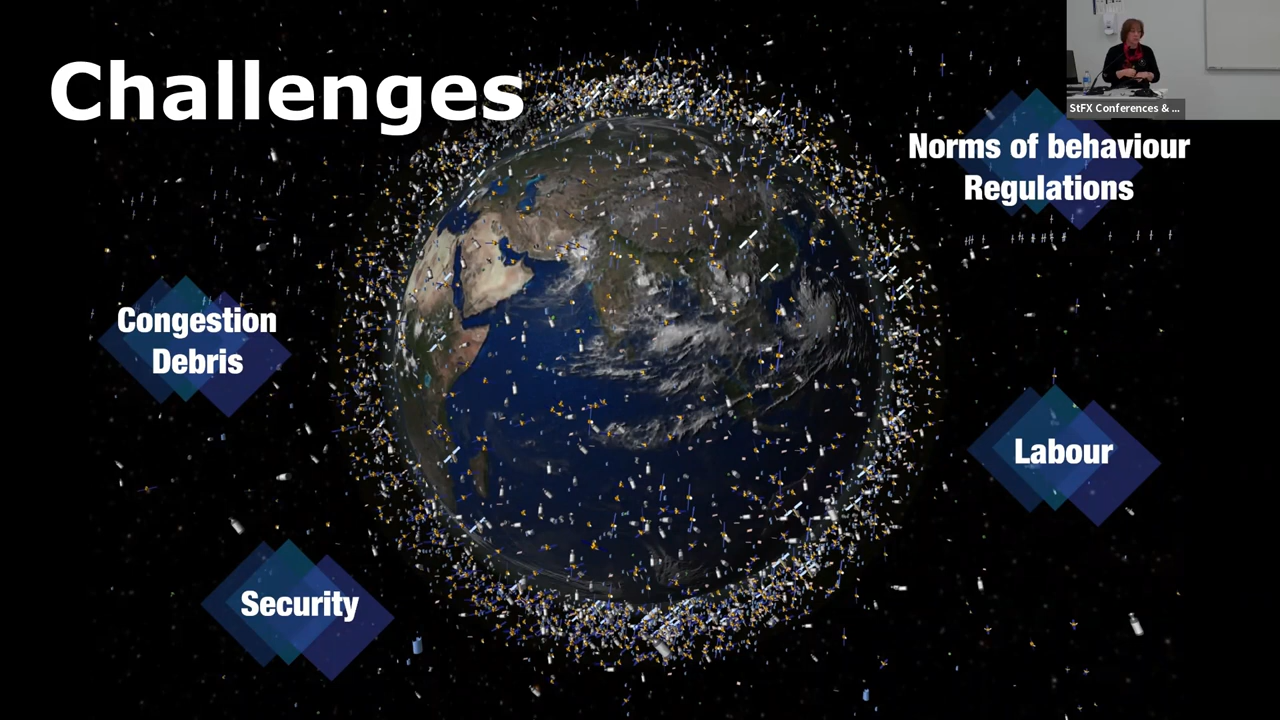 Challenges
StFX Conferences & ...
Norms of behaviour
Regulations
Congestion
Debris
Labour
Security